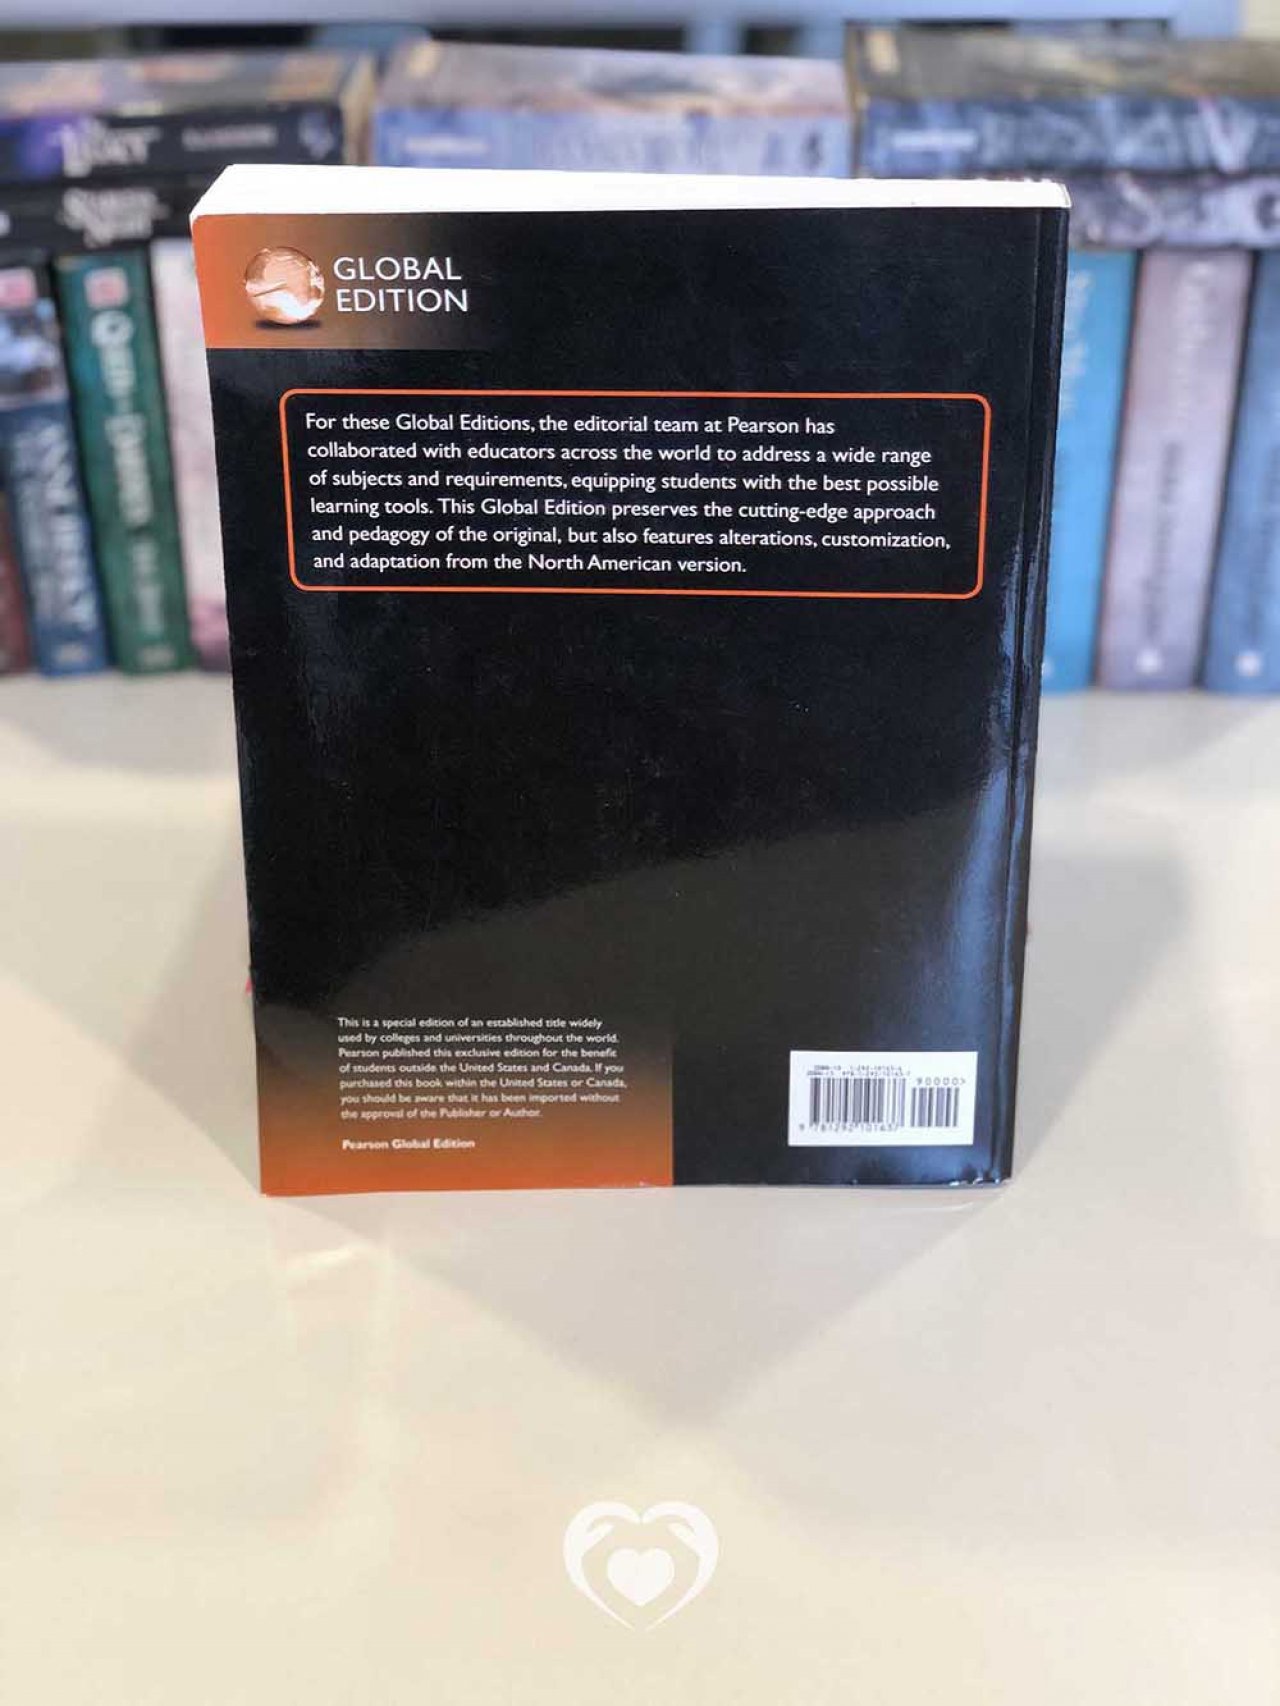 GLOBAL
EDITION
For these Global Editions, the editorial team at Pearson has
collaborated with educators across the world to address a wide range
of subjects and requirements, equipping students with the best possible
learning tools. This Global Edition preserves the cutting-edge approach
and pedagogy of the original, but also features alterations, customization,
and adaptation from the North American version.
This is a special edition of an established title widely
used by colleges and universities throughout the world.
Pearson published this exclusive edition for the benefit
of students outside the United States and Canada. If you
purchased this book within the United States or Canada,
you should be aware that it has been imported without
the approval of the Publisher or Author.
Pearson Global Edition
90000>